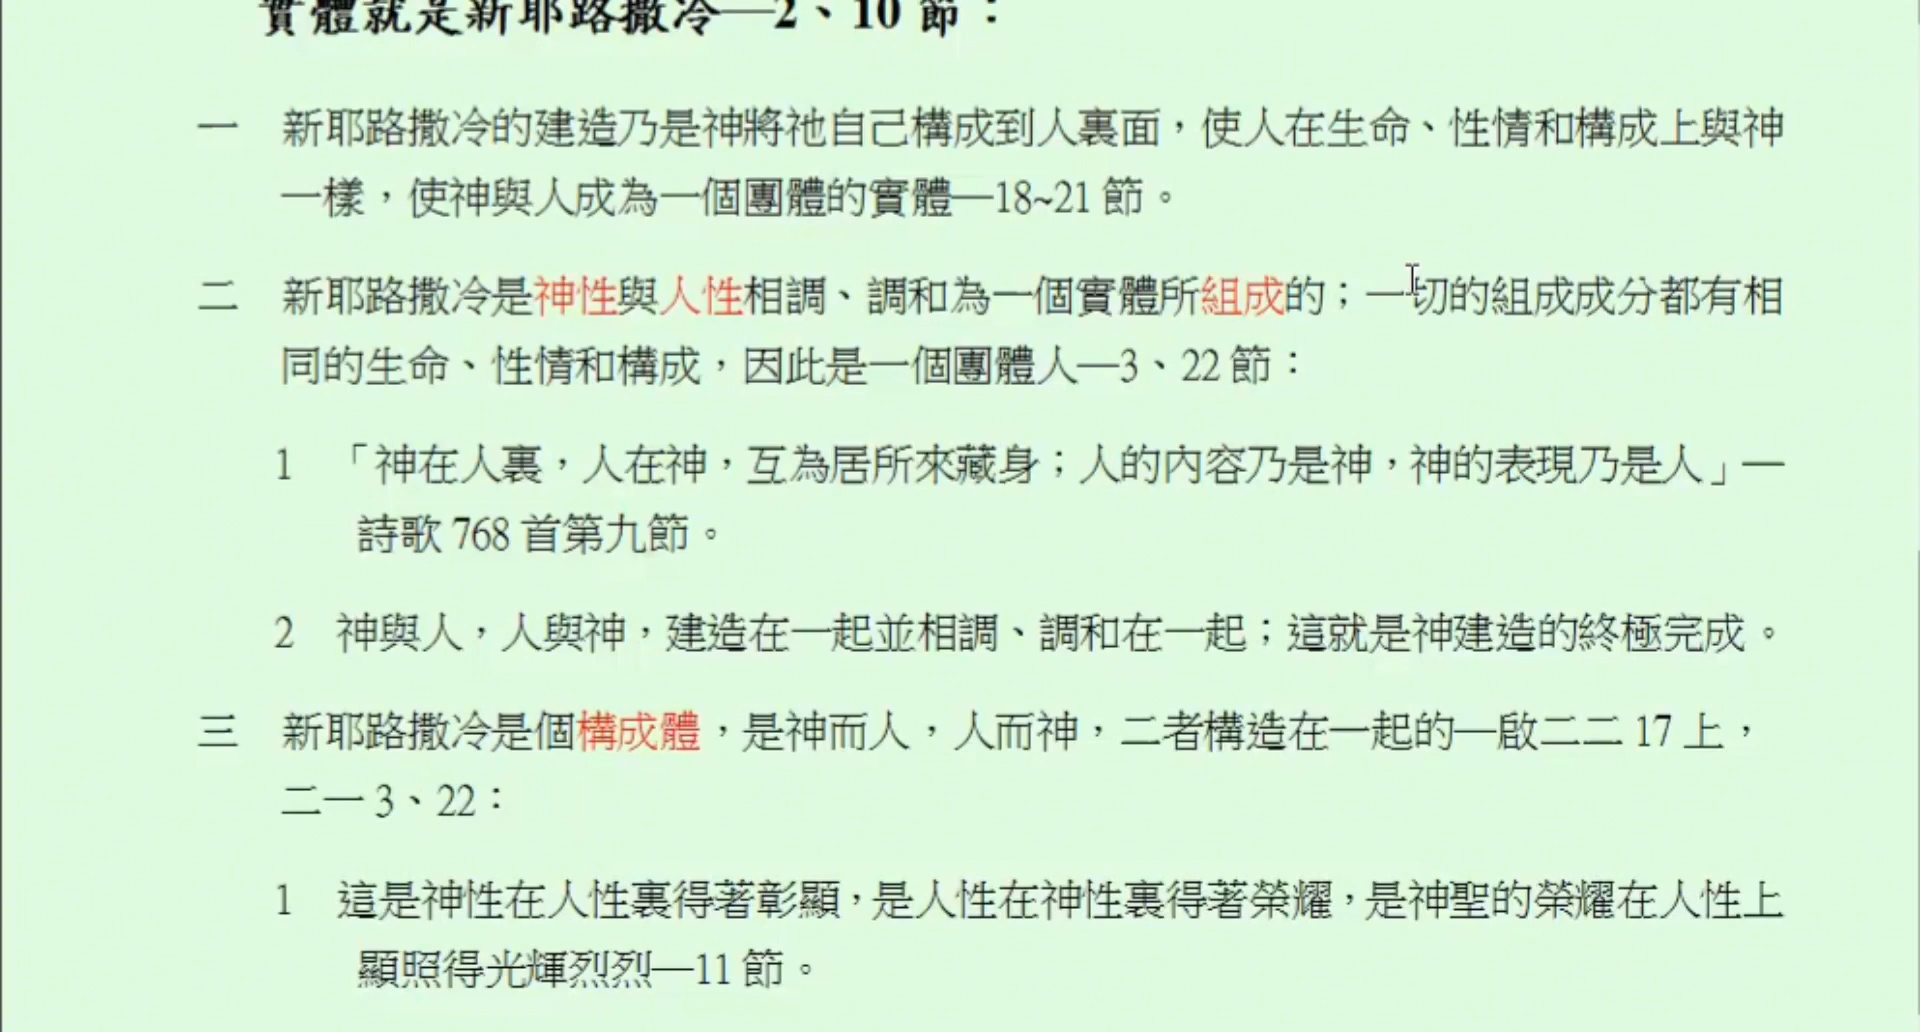 實體就是新耶路撒冷—2、10 節：
一 新耶路撒冷的建造乃是神將祂自己構成到人裏面，使人在生命、性情和構成上與神
一樣，使神與人成為一個團體的實體—18~21 節。
二 新耶路撒冷是神性與人性相調、調和為一個實體所組成的；一切的組成成分都有相
同的生命、性情和構成，因此是一個團體人—3、22 節：
1 「神在人裏，人在神，互為居所來藏身；人的內容乃是神，神的表現乃是人」—
詩歌 768 首第九節。
2 神與人，人與神，建造在一起並相調、調和在一起；這就是神建造的終極完成。
三 新耶路撒冷是個構成體，是神而人，人而神，二者構造在一起的—啟二二 17 上，
二一 3、22：
1 這是神性在人性裏得著彰顯，是人性在神性裏得著榮耀，是神聖的榮耀在人性上
顯照得光輝烈烈—11 節。